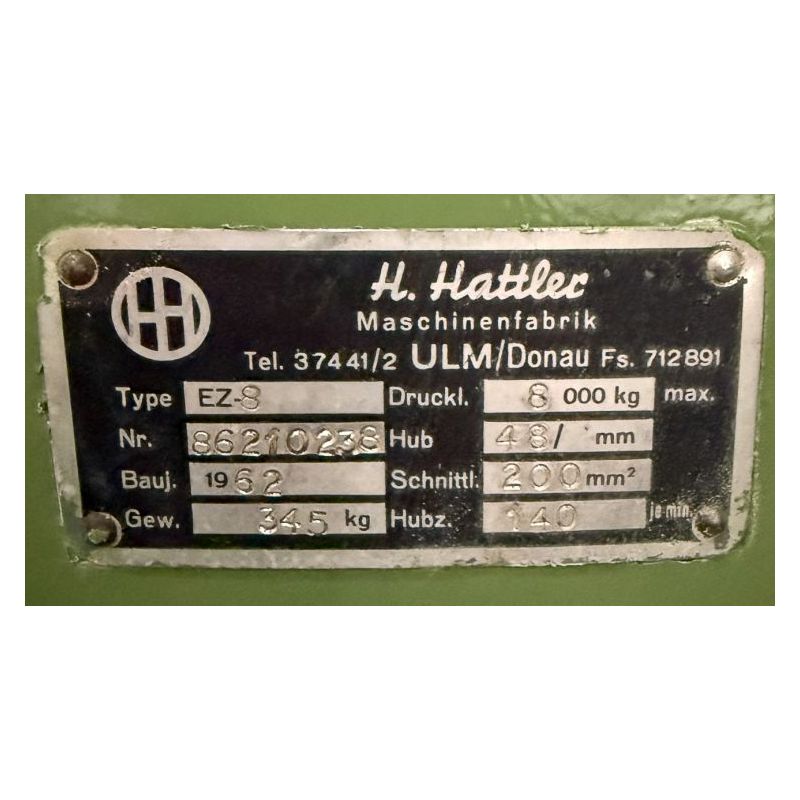 HH
H. Hattler
Maschinenfabrik
Tel. 37441/2 ULM/Donau Fs. 712891
Type EZ-8 Druckl. 8 000 kg max.
Nr. 86210238 Hub 48/ mm
Bauj. 1962 Schnittl. 200 mm²
Gew. 345 kg Hubz. 140 je min.